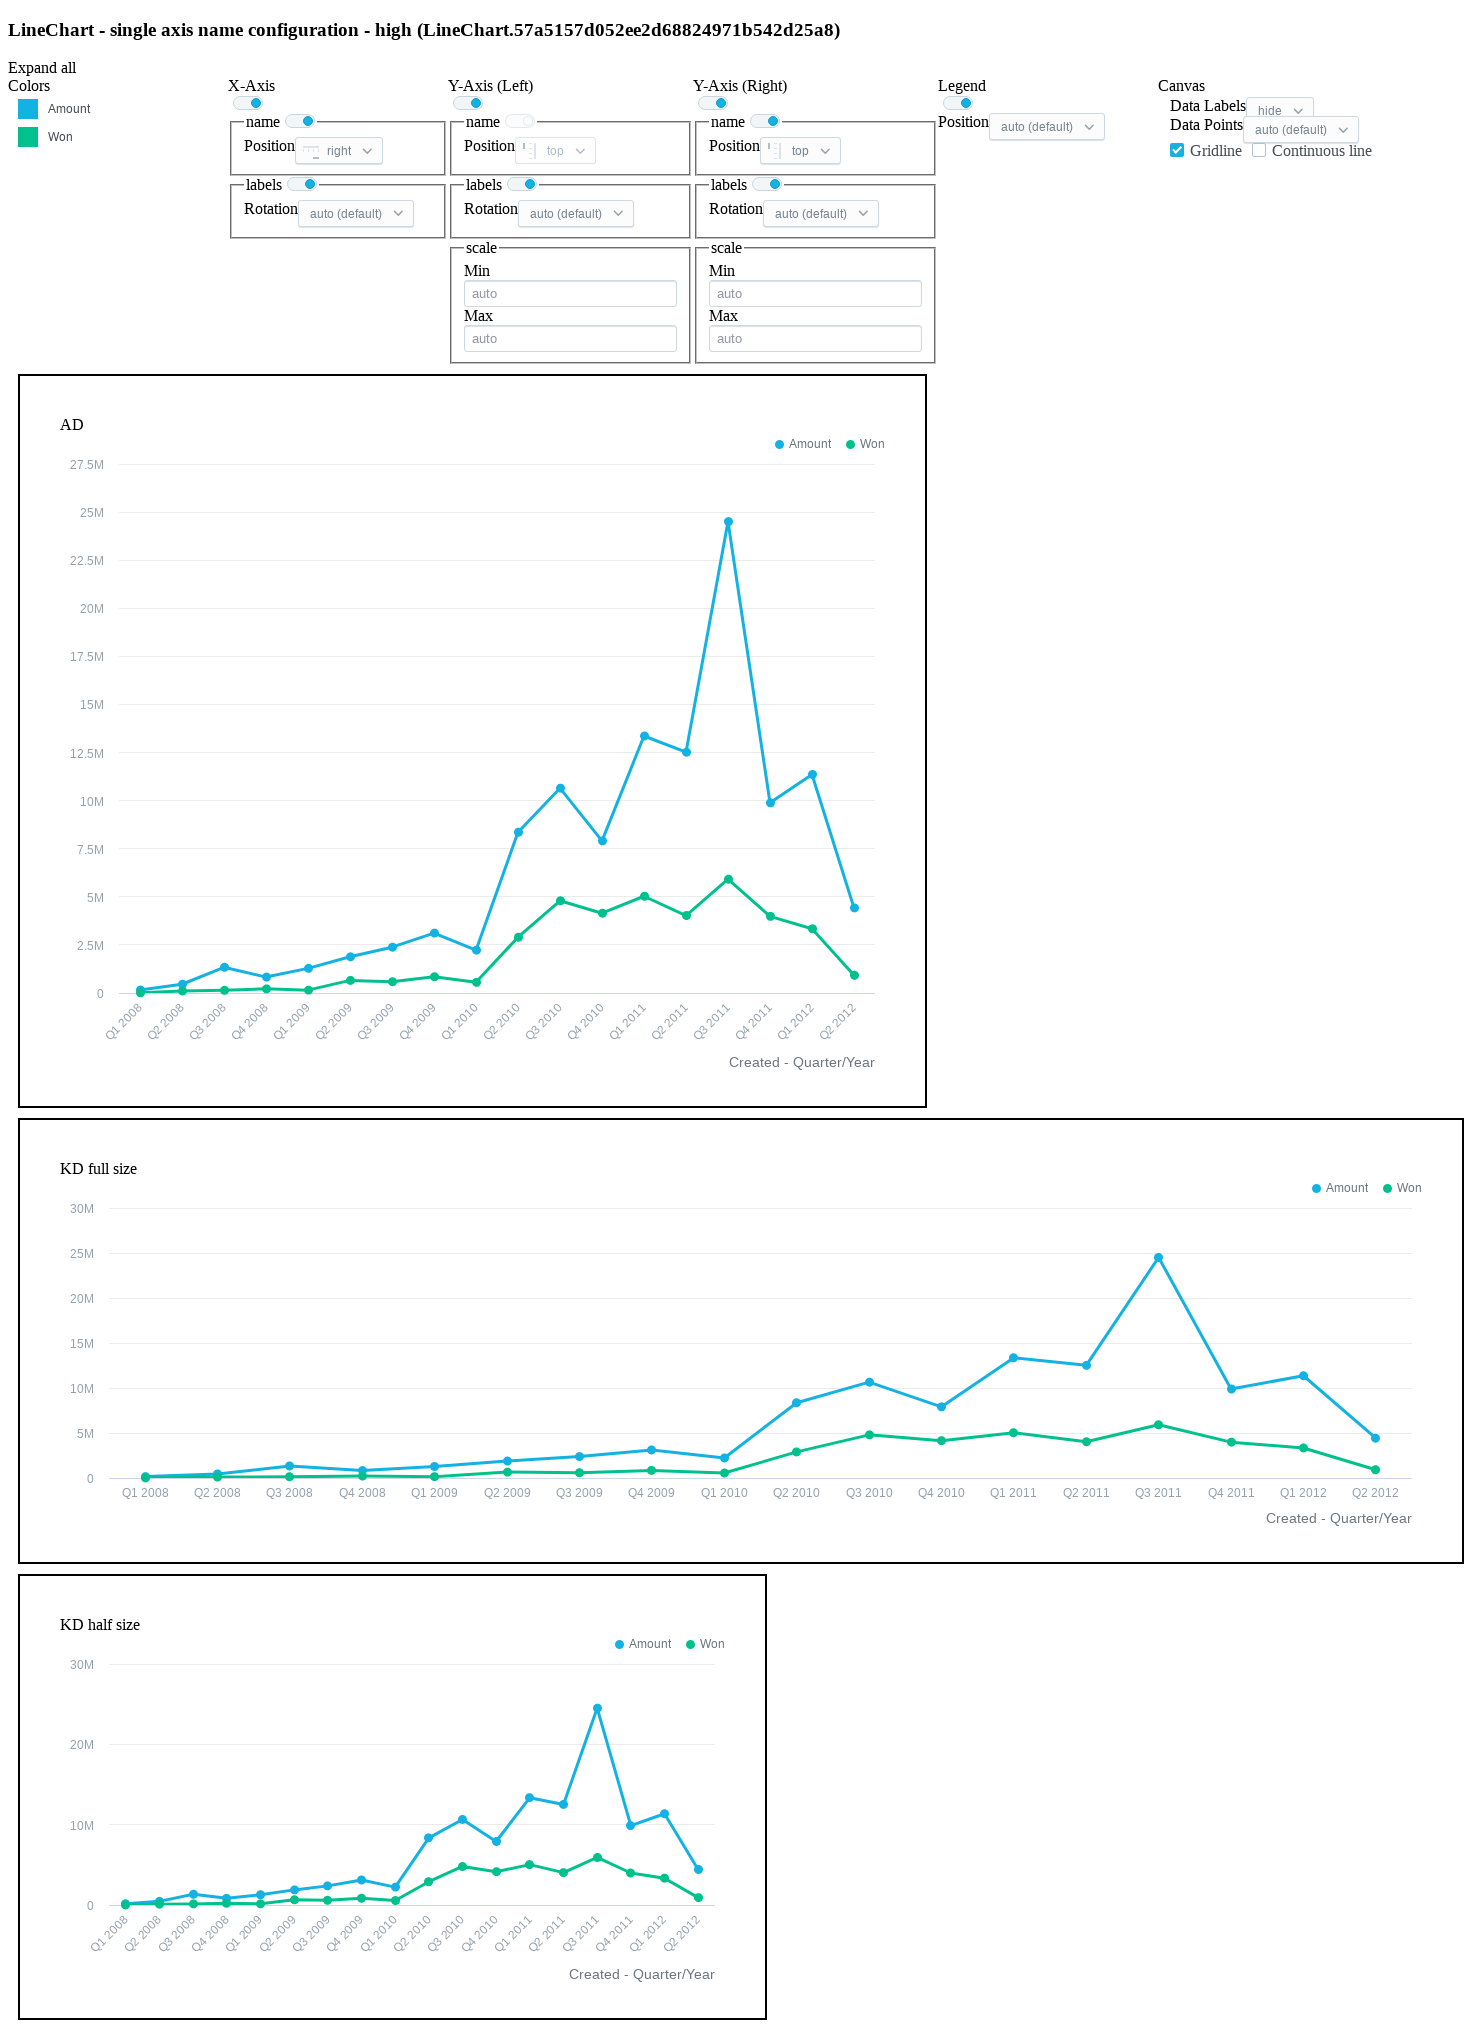 LineChart - single axis name configuration - high (LineChart.57a5157d052ee2d68824971b542d25a8)
Expand all
Colors
Amount
Won
X-Axis
name
Position right
labels
Rotation auto (default)
Y-Axis (Left)
name
Position top
labels
Rotation auto (default)
scale
Min
auto
Max
auto
Y-Axis (Right)
name
Position top
labels
Rotation auto (default)
scale
Min
auto
Max
auto
Legend
Position auto (default)
Canvas
Data Labels hide
Data Points auto (default)
Gridline Continuous line
AD
Amount Won
27.5M
25M
22.5M
20M
17.5M
15M
12.5M
10M
7.5M
5M
2.5M
0
Q1 2008 Q2 2008 Q3 2008 Q4 2008 Q1 2009 Q2 2009 Q3 2009 Q4 2009 Q1 2010 Q2 2010 Q3 2010 Q4 2010 Q1 2011 Q2 2011 Q3 2011 Q4 2011 Q1 2012 Q2 2012
Created - Quarter/Year
KD full size
Amount Won
30M
25M
20M
15M
10M
5M
0
Q1 2008 Q2 2008 Q3 2008 Q4 2008 Q1 2009 Q2 2009 Q3 2009 Q4 2009 Q1 2010 Q2 2010 Q3 2010 Q4 2010 Q1 2011 Q2 2011 Q3 2011 Q4 2011 Q1 2012 Q2 2012
Created - Quarter/Year
KD half size
Amount Won
30M
20M
10M
0
Q1 2008 Q2 2008 Q3 2008 Q4 2008 Q1 2009 Q2 2009 Q3 2009 Q4 2009 Q1 2010 Q2 2010 Q3 2010 Q4 2010 Q1 2011 Q2 2011 Q3 2011 Q4 2011 Q1 2012 Q2 2012
Created - Quarter/Year